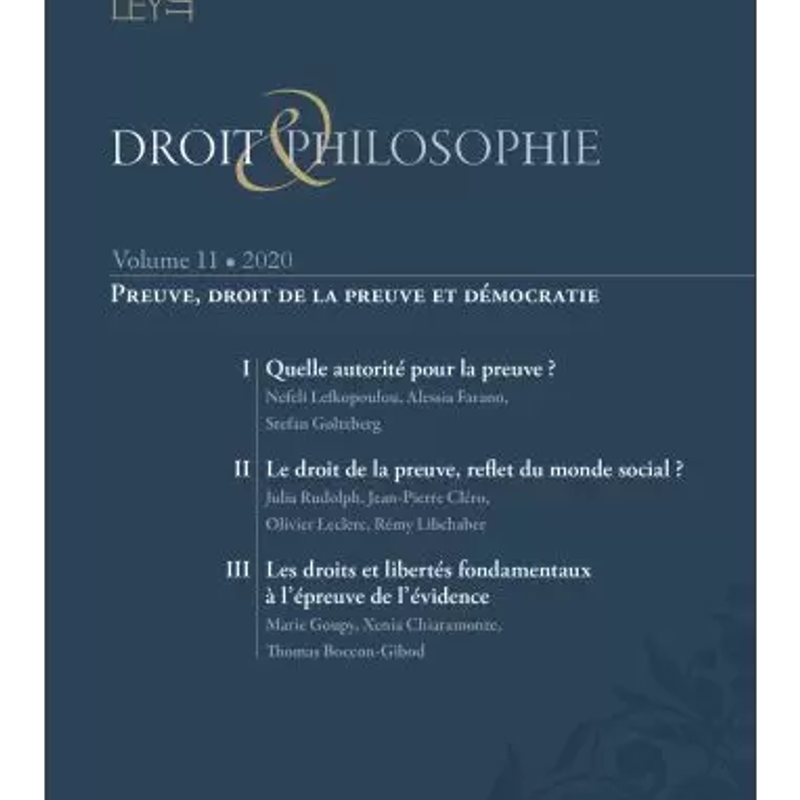 DROIT & PHILOSOPHIE
Volume 11 • 2020
PREUVE, DROIT DE LA PREUVE ET DÉMOCRATIE
I Quelle autorité pour la preuve ?
Nefeli Lefkopoulou, Alessia Farano,
Stefan Goltzberg
II Le droit de la preuve, reflet du monde social ?
Julia Rudolph, Jean-Pierre Cléro,
Olivier Leclerc, Rémy Libchaber
III Les droits et libertés fondamentaux
à l’épreuve de l’évidence
Marie Goupy, Xenia Chiaramonte,
Thomas Boccon-Gibod